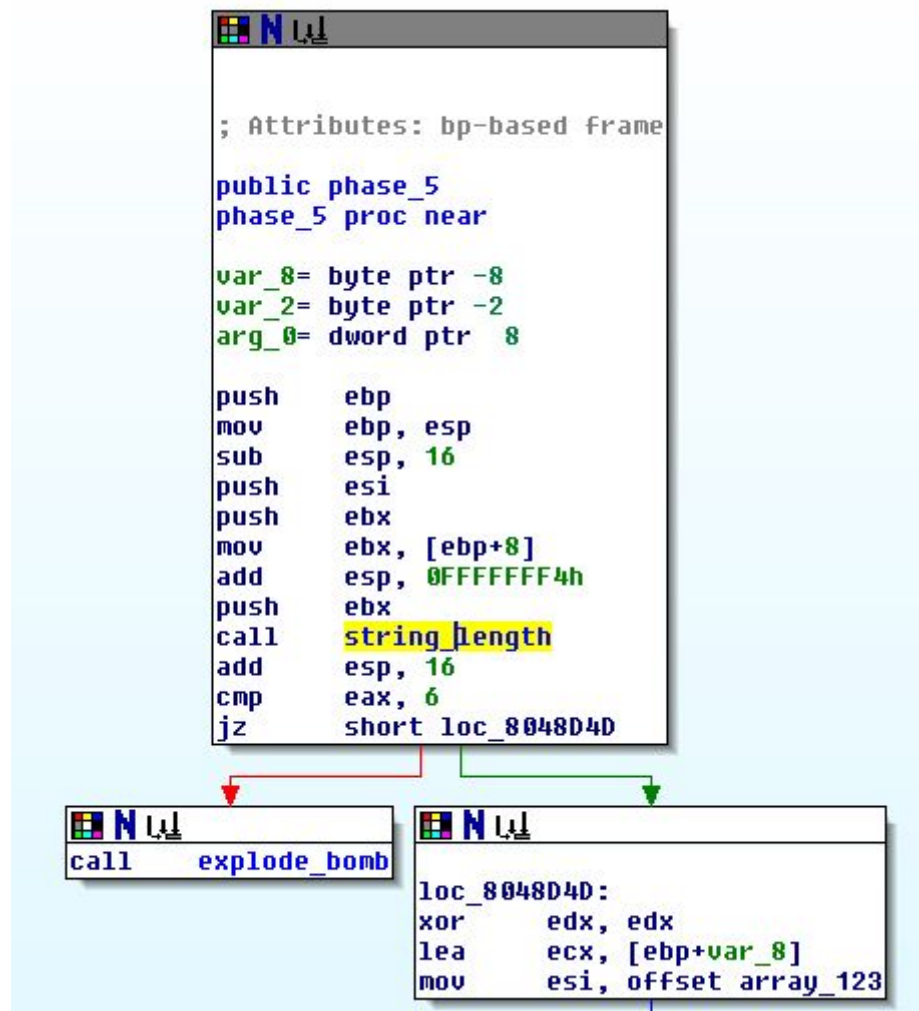 ; Attributes: bp-based frame
public phase_5
phase_5 proc near
var_8= byte ptr -8
var_2= byte ptr -2
arg_0= dword ptr  8
push    ebp
mov     ebp, esp
sub     esp, 16
push    esi
push    ebx
mov     ebx, [ebp+8]
add     esp, 0FFFFFFF4h
push    ebx
call    string_length
add     esp, 16
cmp     eax, 6
jz      short loc_8048D4D
call    explode_bomb
loc_8048D4D:
xor     edx, edx
lea     ecx, [ebp+var_8]
mov     esi, offset array_123